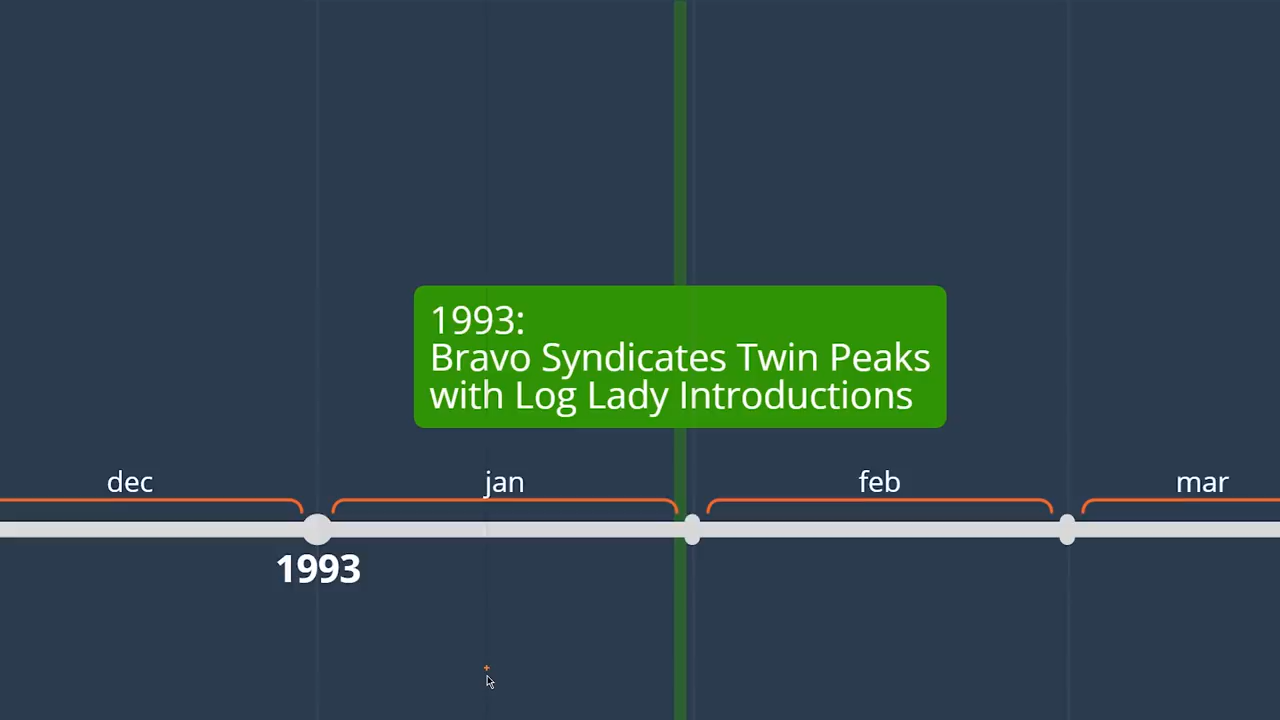 1993:
Bravo Syndicates Twin Peaks
with Log Lady Introductions
dec
jan
feb
mar
1993